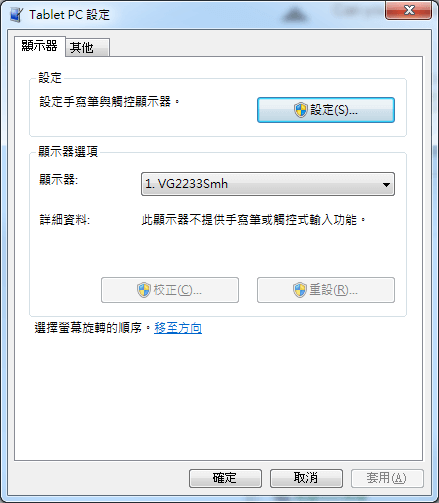 Tablet PC 設定
顯示器 其他
設定
設定手寫筆與觸控顯示器。 設定(S)...
顯示器選項
顯示器: 1. VG2233Smh
詳細資料: 此顯示器不提供手寫筆或觸控式輸入功能。
校正(C)... 重設(R)...
選擇螢幕旋轉的順序。移至方向
確定 取消 套用(A)